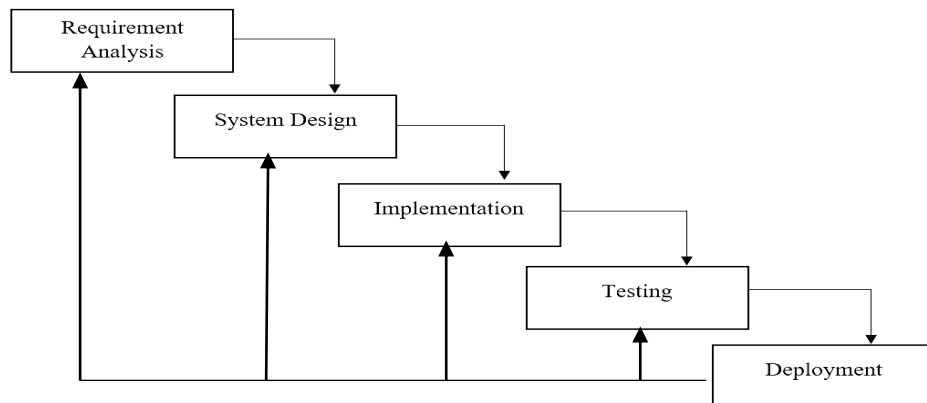 Requirement
Analysis
System Design
Implementation
Testing
Deployment